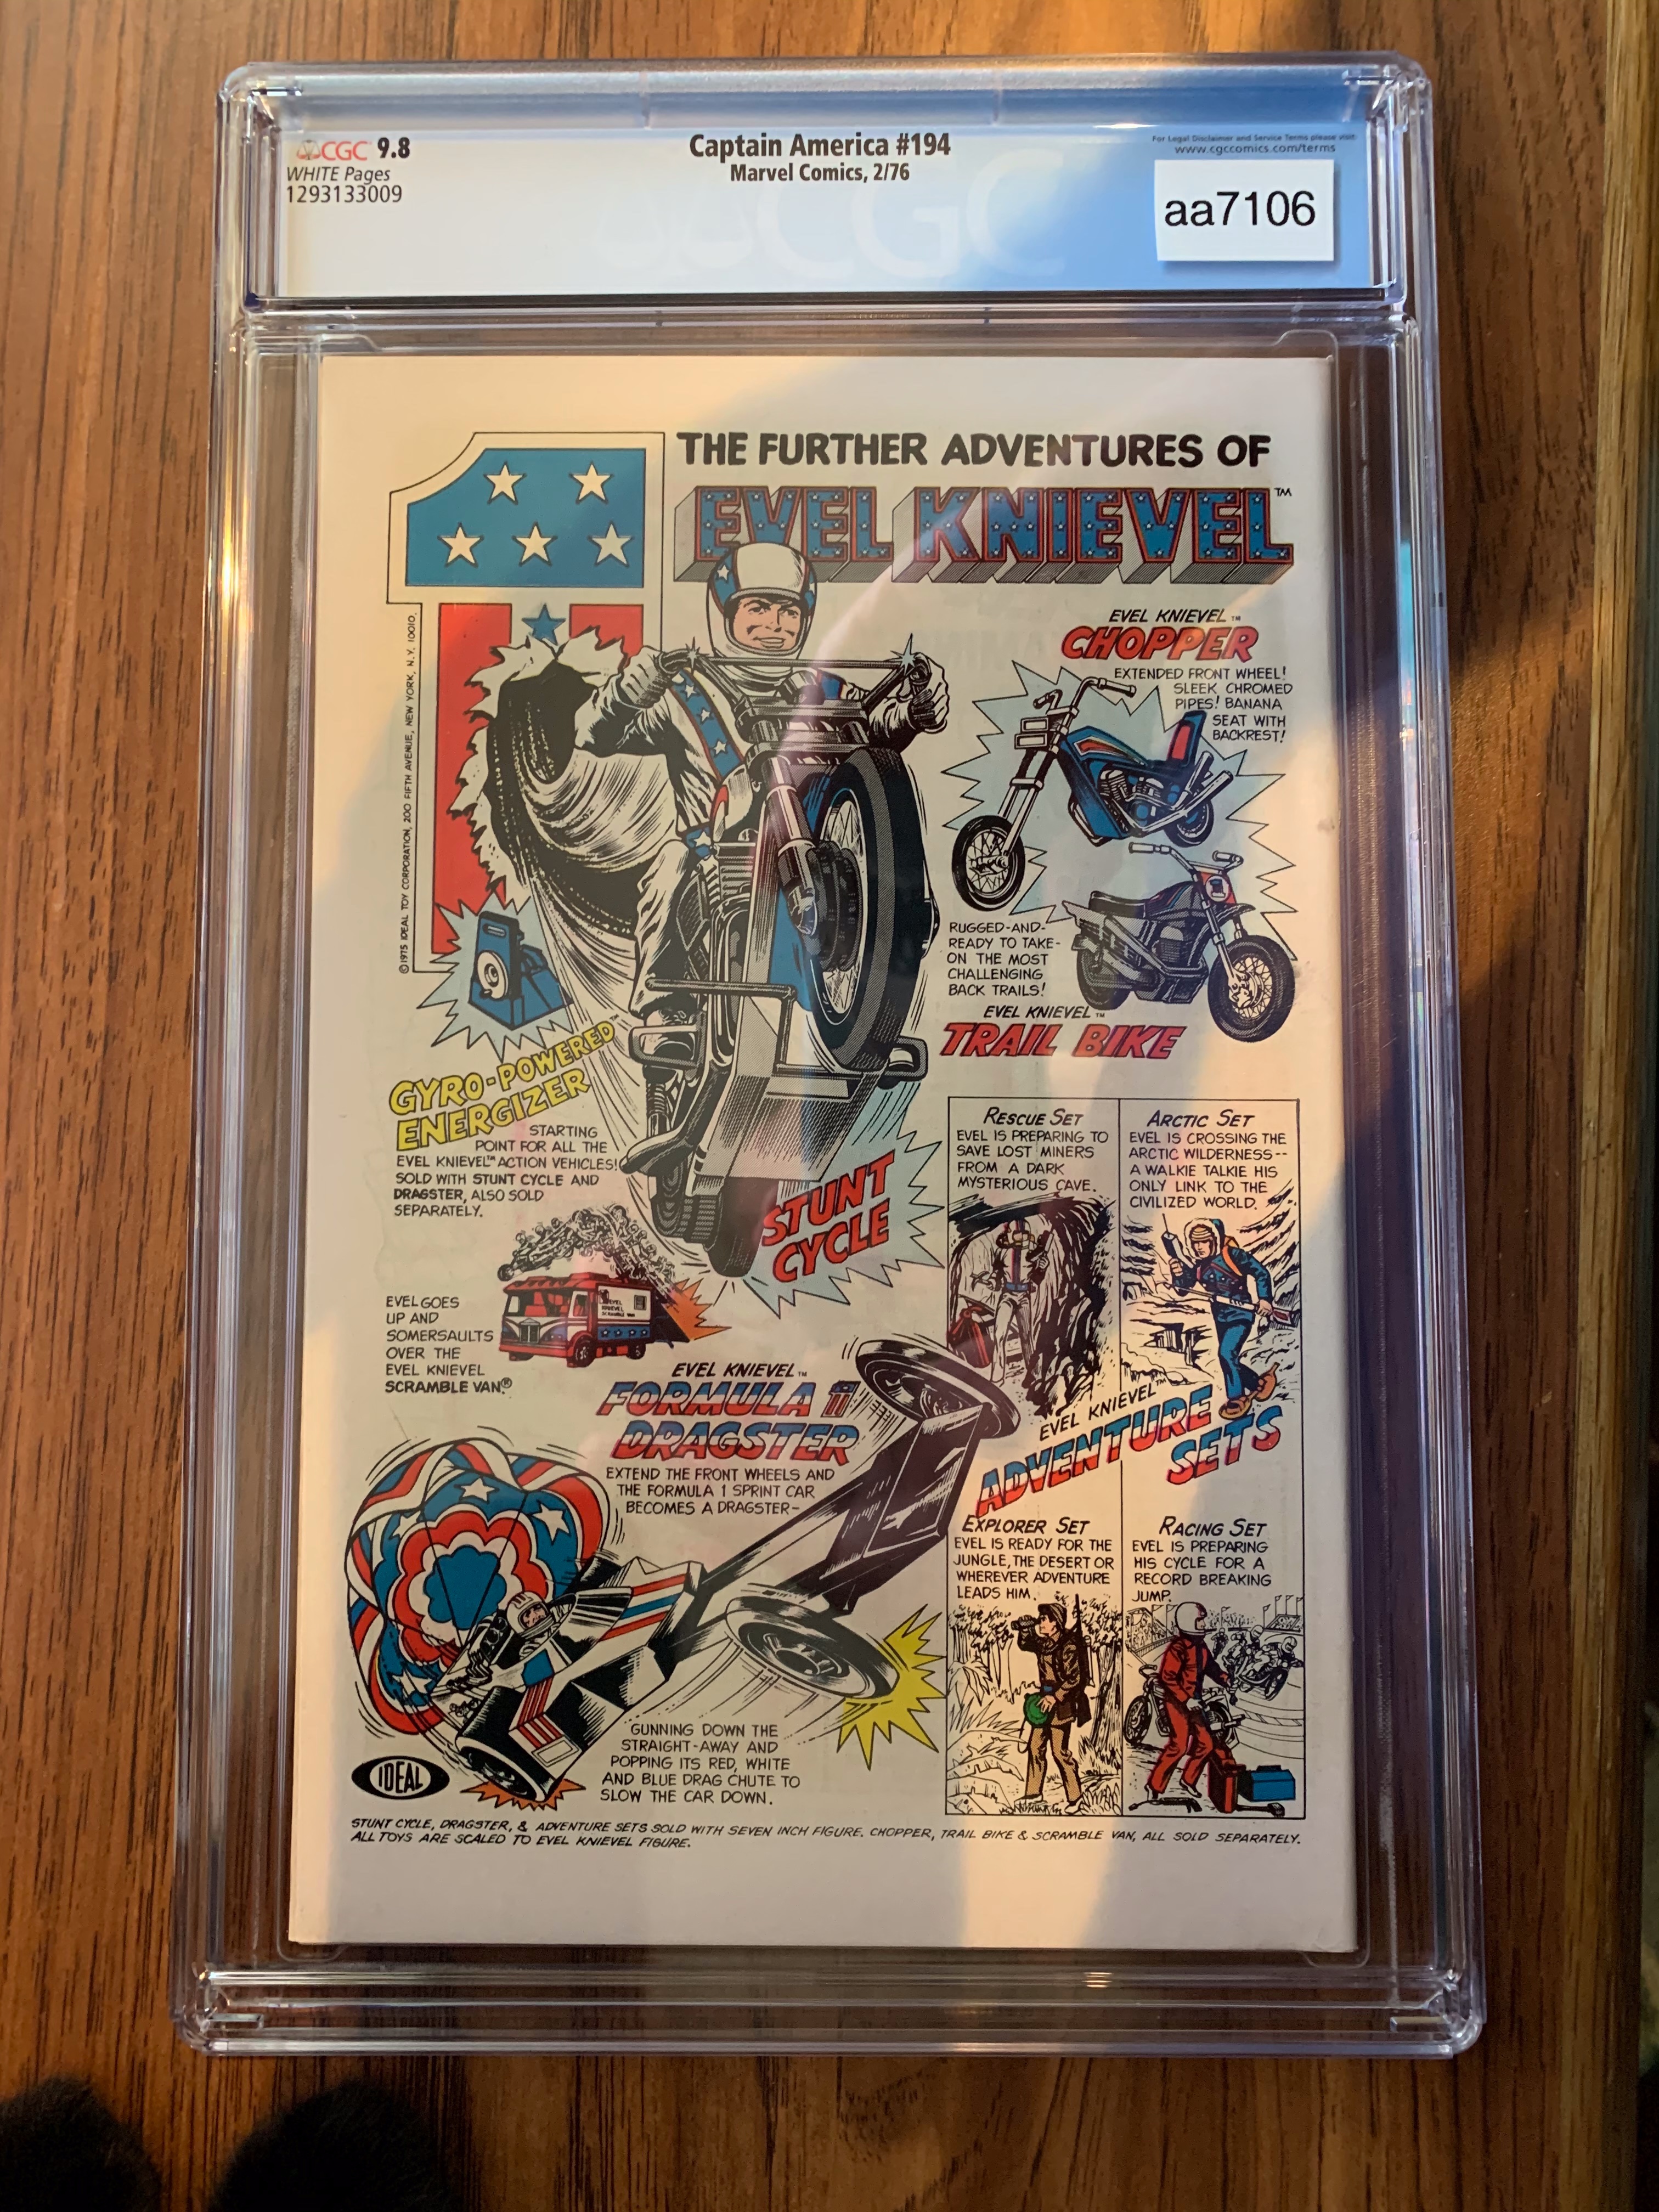 CGC 9.8
WHITE Pages
1293133009
Captain America #194
Marvel Comics, 2/76
For Legal Disclaimer and Service Terms please visit:
www.cgccomics.com/terms
aa7106
CGC
THE FURTHER ADVENTURES OF
EVEL KNIEVEL™
©1975 IDEAL TOY CORPORATION, 200 FIFTH AVENUE, NEW YORK, N.Y. 10010.
EVEL KNIEVEL™
CHOPPER
EXTENDED FRONT WHEEL!
SLEEK CHROMED
PIPES! BANANA
SEAT WITH
BACKREST!
RUGGED-AND-
READY TO TAKE-
ON THE MOST
CHALLENGING
BACK TRAILS!
EVEL KNIEVEL™
TRAIL BIKE
GYRO-POWERED™
ENERGIZER
STARTING
POINT FOR ALL THE
EVEL KNIEVEL™ ACTION VEHICLES!
SOLD WITH STUNT CYCLE AND
DRAGSTER, ALSO SOLD
SEPARATELY.
STUNT
CYCLE
EVEL GOES
UP AND
SOMERSAULTS
OVER THE
EVEL KNIEVEL
SCRAMBLE VAN.®
EVEL KNIEVEL™
FORMULA 1
DRAGSTER
EXTEND THE FRONT WHEELS AND
THE FORMULA 1 SPRINT CAR
BECOMES A DRAGSTER-
GUNNING DOWN THE
STRAIGHT-AWAY AND
POPPING ITS RED, WHITE
AND BLUE DRAG CHUTE TO
SLOW THE CAR DOWN.
RESCUE SET
EVEL IS PREPARING TO
SAVE LOST MINERS
FROM A DARK
MYSTERIOUS CAVE.
ARCTIC SET
EVEL IS CROSSING THE
ARCTIC WILDERNESS--
A WALKIE TALKIE HIS
ONLY LINK TO THE
CIVILIZED WORLD.
EVEL KNIEVEL™
ADVENTURE
SETS
EXPLORER SET
EVEL IS READY FOR THE
JUNGLE, THE DESERT OR
WHEREVER ADVENTURE
LEADS HIM.
RACING SET
EVEL IS PREPARING
HIS CYCLE FOR A
RECORD BREAKING
JUMP.
IDEAL
STUNT CYCLE, DRAGSTER, & ADVENTURE SETS SOLD WITH SEVEN INCH FIGURE. CHOPPER, TRAIL BIKE & SCRAMBLE VAN, ALL SOLD SEPARATELY.
ALL TOYS ARE SCALED TO EVEL KNIEVEL FIGURE.